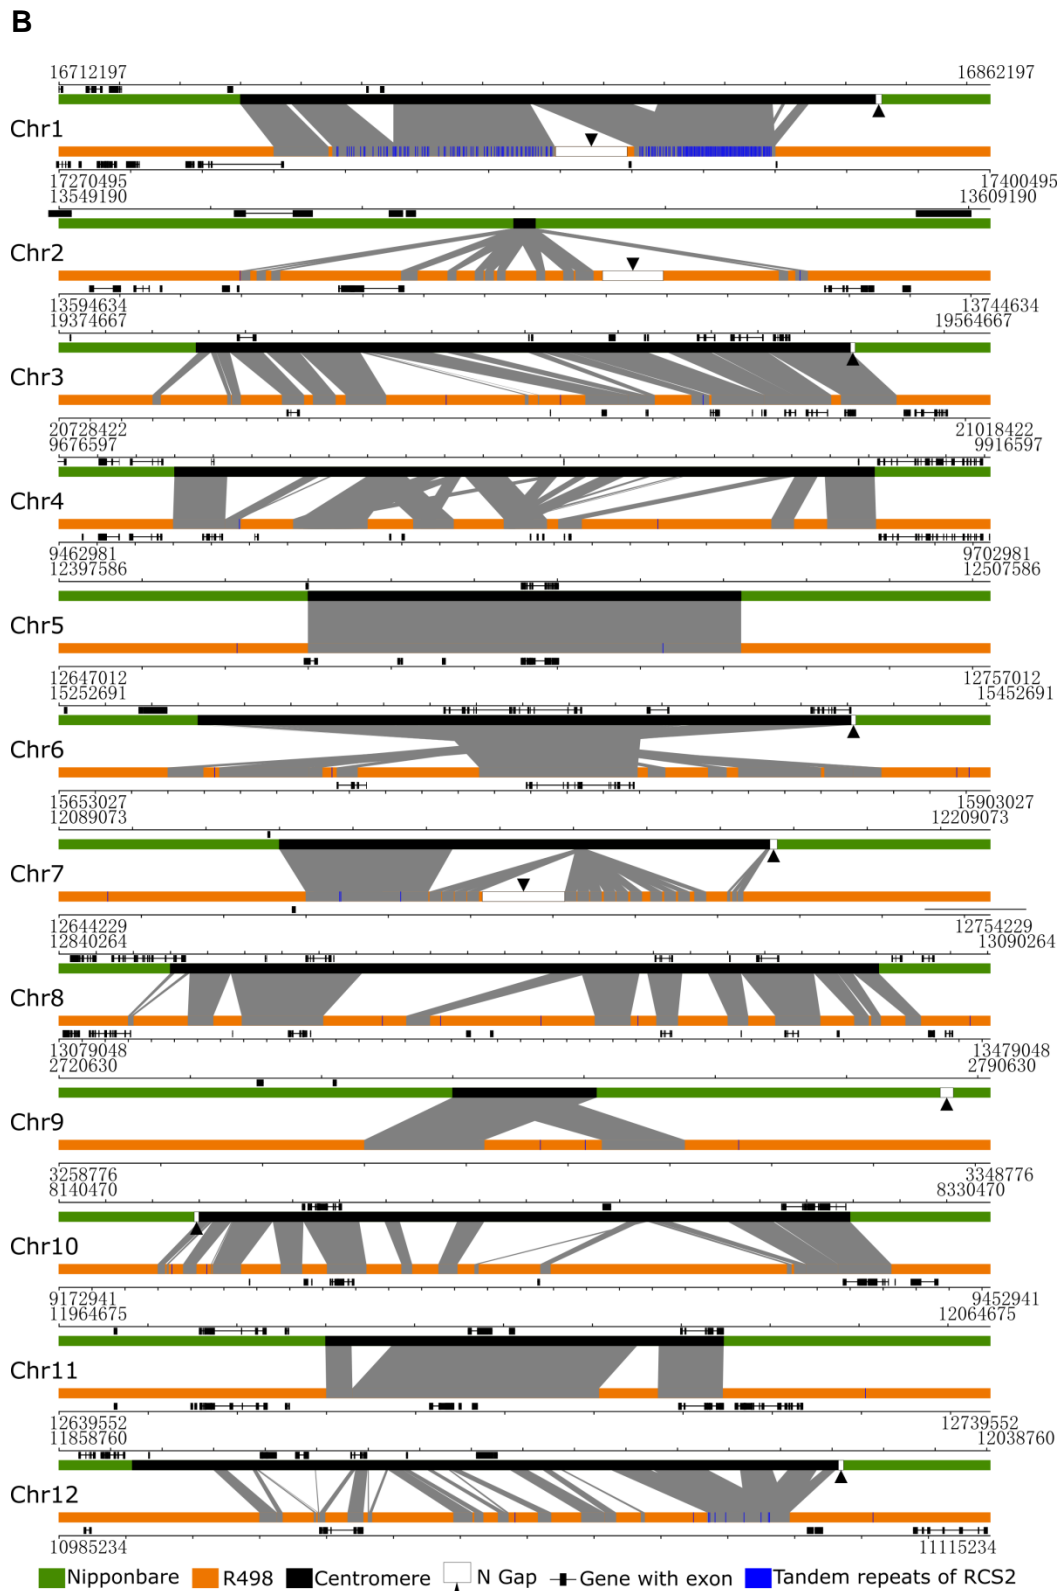 B
16712197 16862197
Chr1
17270495 17400495
13549190 13609190
Chr2
13594634 13744634
19374667 19564667
Chr3
20728422 21018422
9676597 9916597
Chr4
9462981 9702981
12397586 12507586
Chr5
12647012 12757012
15252691 15452691
Chr6
15653027 15903027
12089073 12209073
Chr7
12644229 12754229
12840264 13090264
Chr8
13079048 13479048
2720630 2790630
Chr9
3258776 3348776
8140470 8330470
Chr10
9172941 9452941
11964675 12064675
Chr11
12639552 12739552
11858760 12038760
Chr12
10985234 11115234
Nipponbare R498 Centromere N Gap Gene with exon Tandem repeats of RCS2